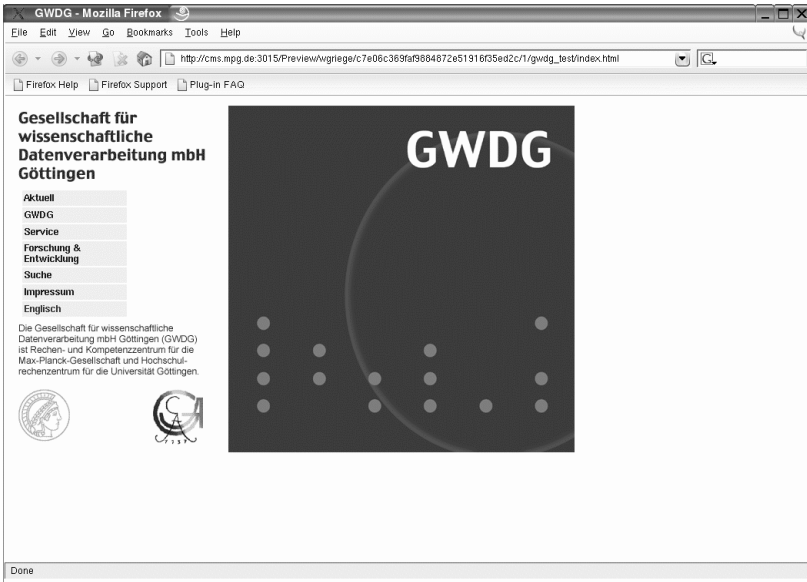 GWDG - Mozilla Firefox
File Edit View Go Bookmarks Tools Help
http://cms.mpg.de:3015/Preview/wgriege/c7e06c369faf9884872e51916f35ed2c/1/gwdg_test/index.html
G
Firefox Help Firefox Support Plug-in FAQ
Gesellschaft für
wissenschaftliche
Datenverarbeitung mbH
Göttingen
GWDG
Aktuell
GWDG
Service
Forschung &
Entwicklung
Suche
Impressum
Englisch
Die Gesellschaft für wissenschaftliche
Datenverarbeitung mbH Göttingen (GWDG)
ist Rechen- und Kompetenzzentrum für die
Max-Planck-Gesellschaft und Hochschul-
rechenzentrum für die Universität Göttingen.
Done